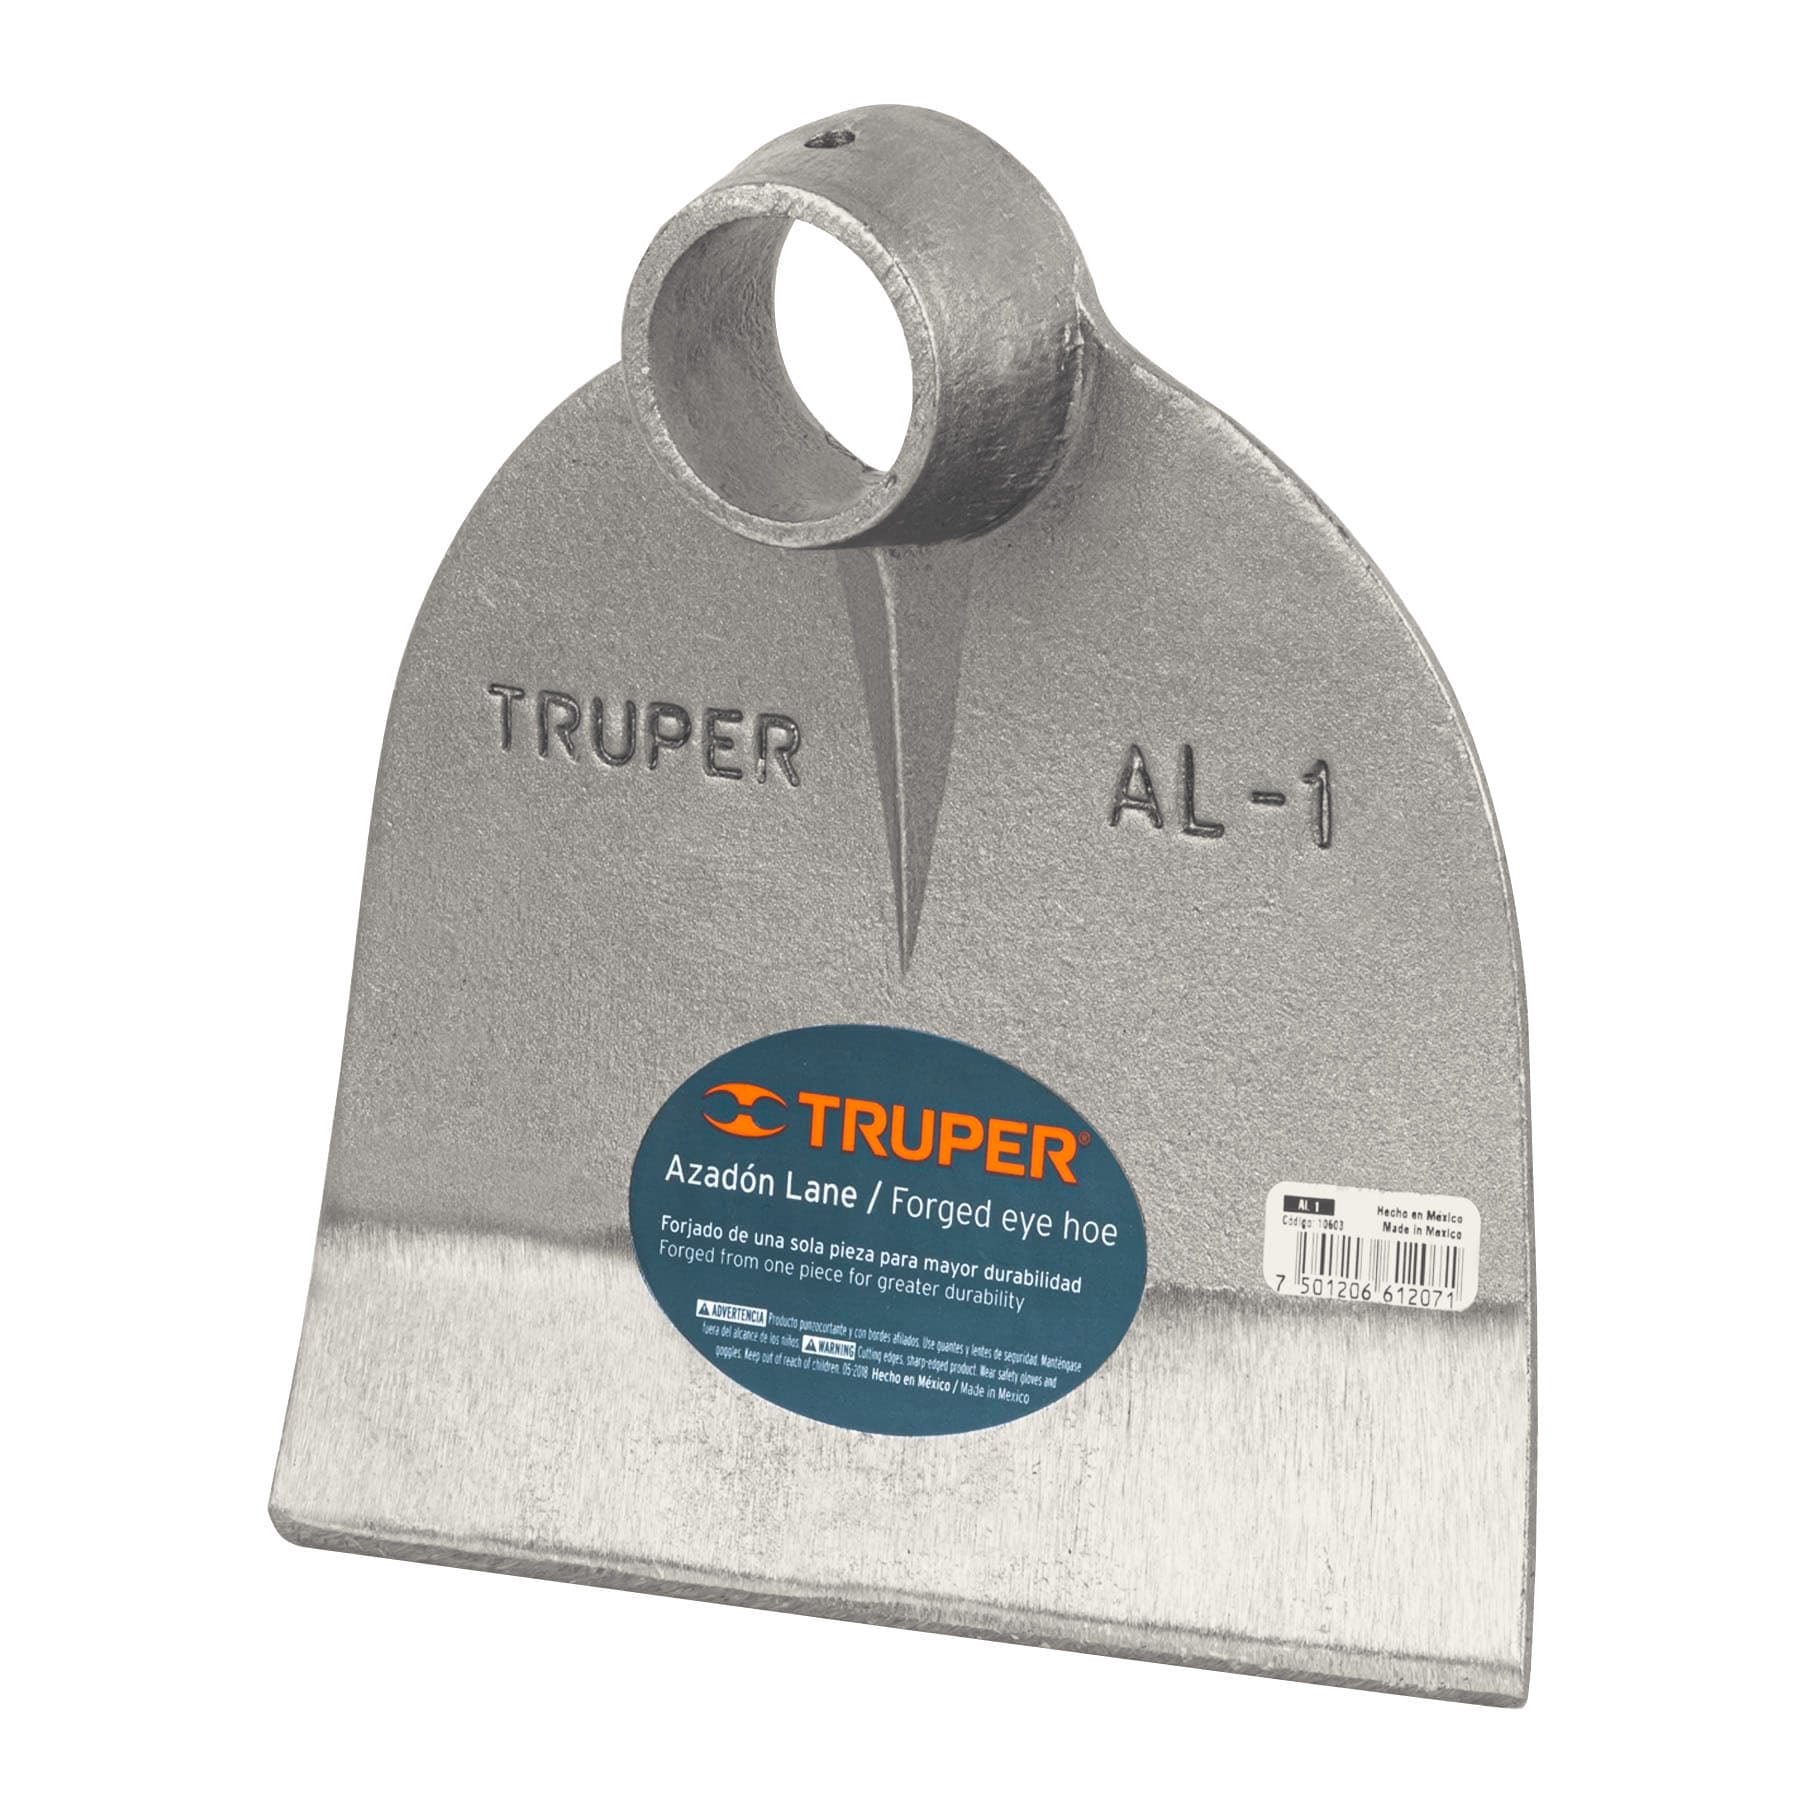 TRUPER
AL-1
TRUPER®
Azadón Lane / Forged eye hoe
Forjado de una sola pieza para mayor durabilidad
Forged from one piece for greater durability
ADVERTENCIA Producto punzocortante y con bordes afilados. Use guantes y lentes de seguridad. Manténgase
fuera del alcance de los niños. WARNING Cutting edges, sharp-edged product. Wear safety gloves and
goggles. Keep out of reach of children. 05-2018 Hecho en México / Made in Mexico
AL 1
Hecho en México
Código: 10603
Made in Mexico
7 501206 612071